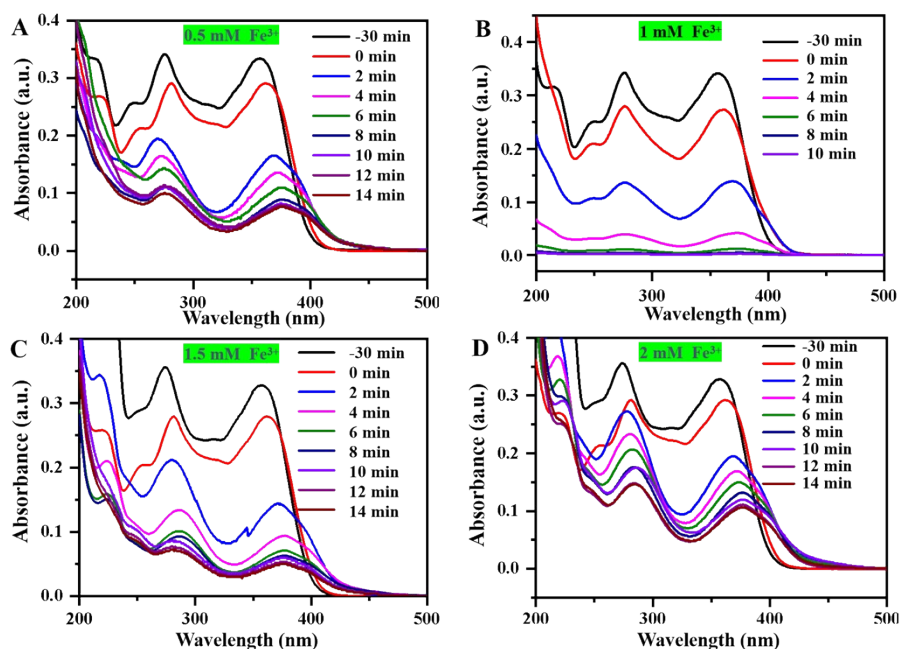 A
0.5 mM Fe³⁺
-30 min
0 min
2 min
4 min
6 min
8 min
10 min
12 min
14 min
0.4
0.3
0.2
0.1
0.0
Absorbance (a.u.)
200
300
400
500
Wavelength (nm)
B
1 mM Fe³⁺
-30 min
0 min
2 min
4 min
6 min
8 min
10 min
0.4
0.3
0.2
0.1
0.0
Absorbance (a.u.)
200
300
400
500
Wavelength (nm)
C
1.5 mM Fe³⁺
-30 min
0 min
2 min
4 min
6 min
8 min
10 min
12 min
14 min
0.4
0.3
0.2
0.1
0.0
Absorbance (a.u.)
200
300
400
500
Wavelength (nm)
D
2 mM Fe³⁺
-30 min
0 min
2 min
4 min
6 min
8 min
10 min
12 min
14 min
0.4
0.3
0.2
0.1
0.0
Absorbance (a.u.)
200
300
400
500
Wavelength (nm)